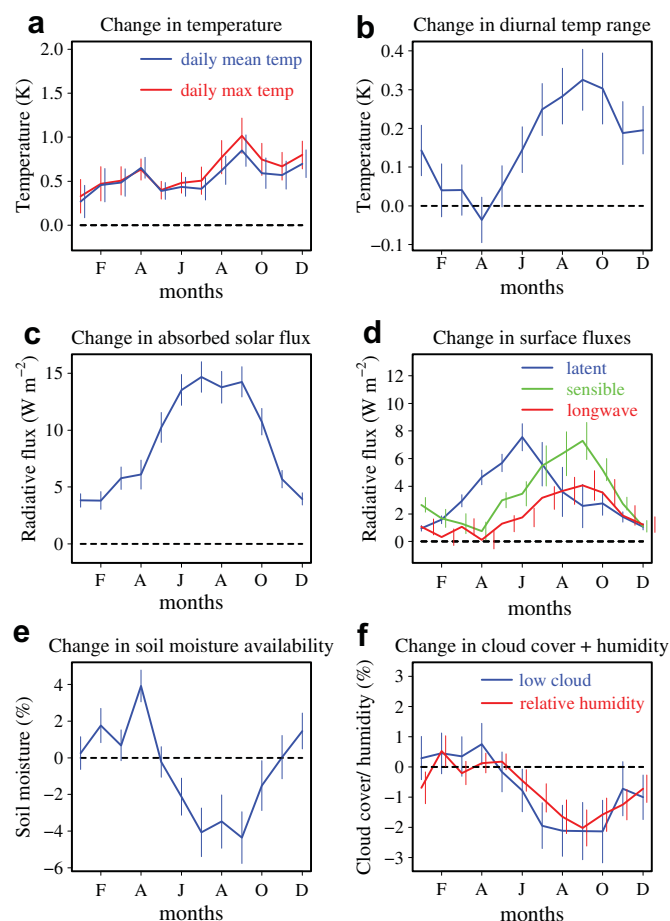 a Change in temperature
2.0
1.5
1.0
0.5
0.0
Temperature (K)
daily mean temp
daily max temp
F A J A O D
months
b Change in diurnal temp range
0.4
0.3
0.2
0.1
0.0
−0.1
Temperature (K)
F A J A O D
months
c Change in absorbed solar flux
15
10
5
0
Radiative flux (W m⁻²)
F A J A O D
months
d Change in surface fluxes
12
10
8
6
4
2
0
Radiative flux (W m⁻²)
latent
sensible
longwave
F A J A O D
months
e Change in soil moisture availability
4
2
0
−2
−4
−6
Soil moisture (%)
F A J A O D
months
f Change in cloud cover + humidity
3
2
1
0
−1
−2
−3
Cloud cover/ humidity (%)
low cloud
relative humidity
F A J A O D
months